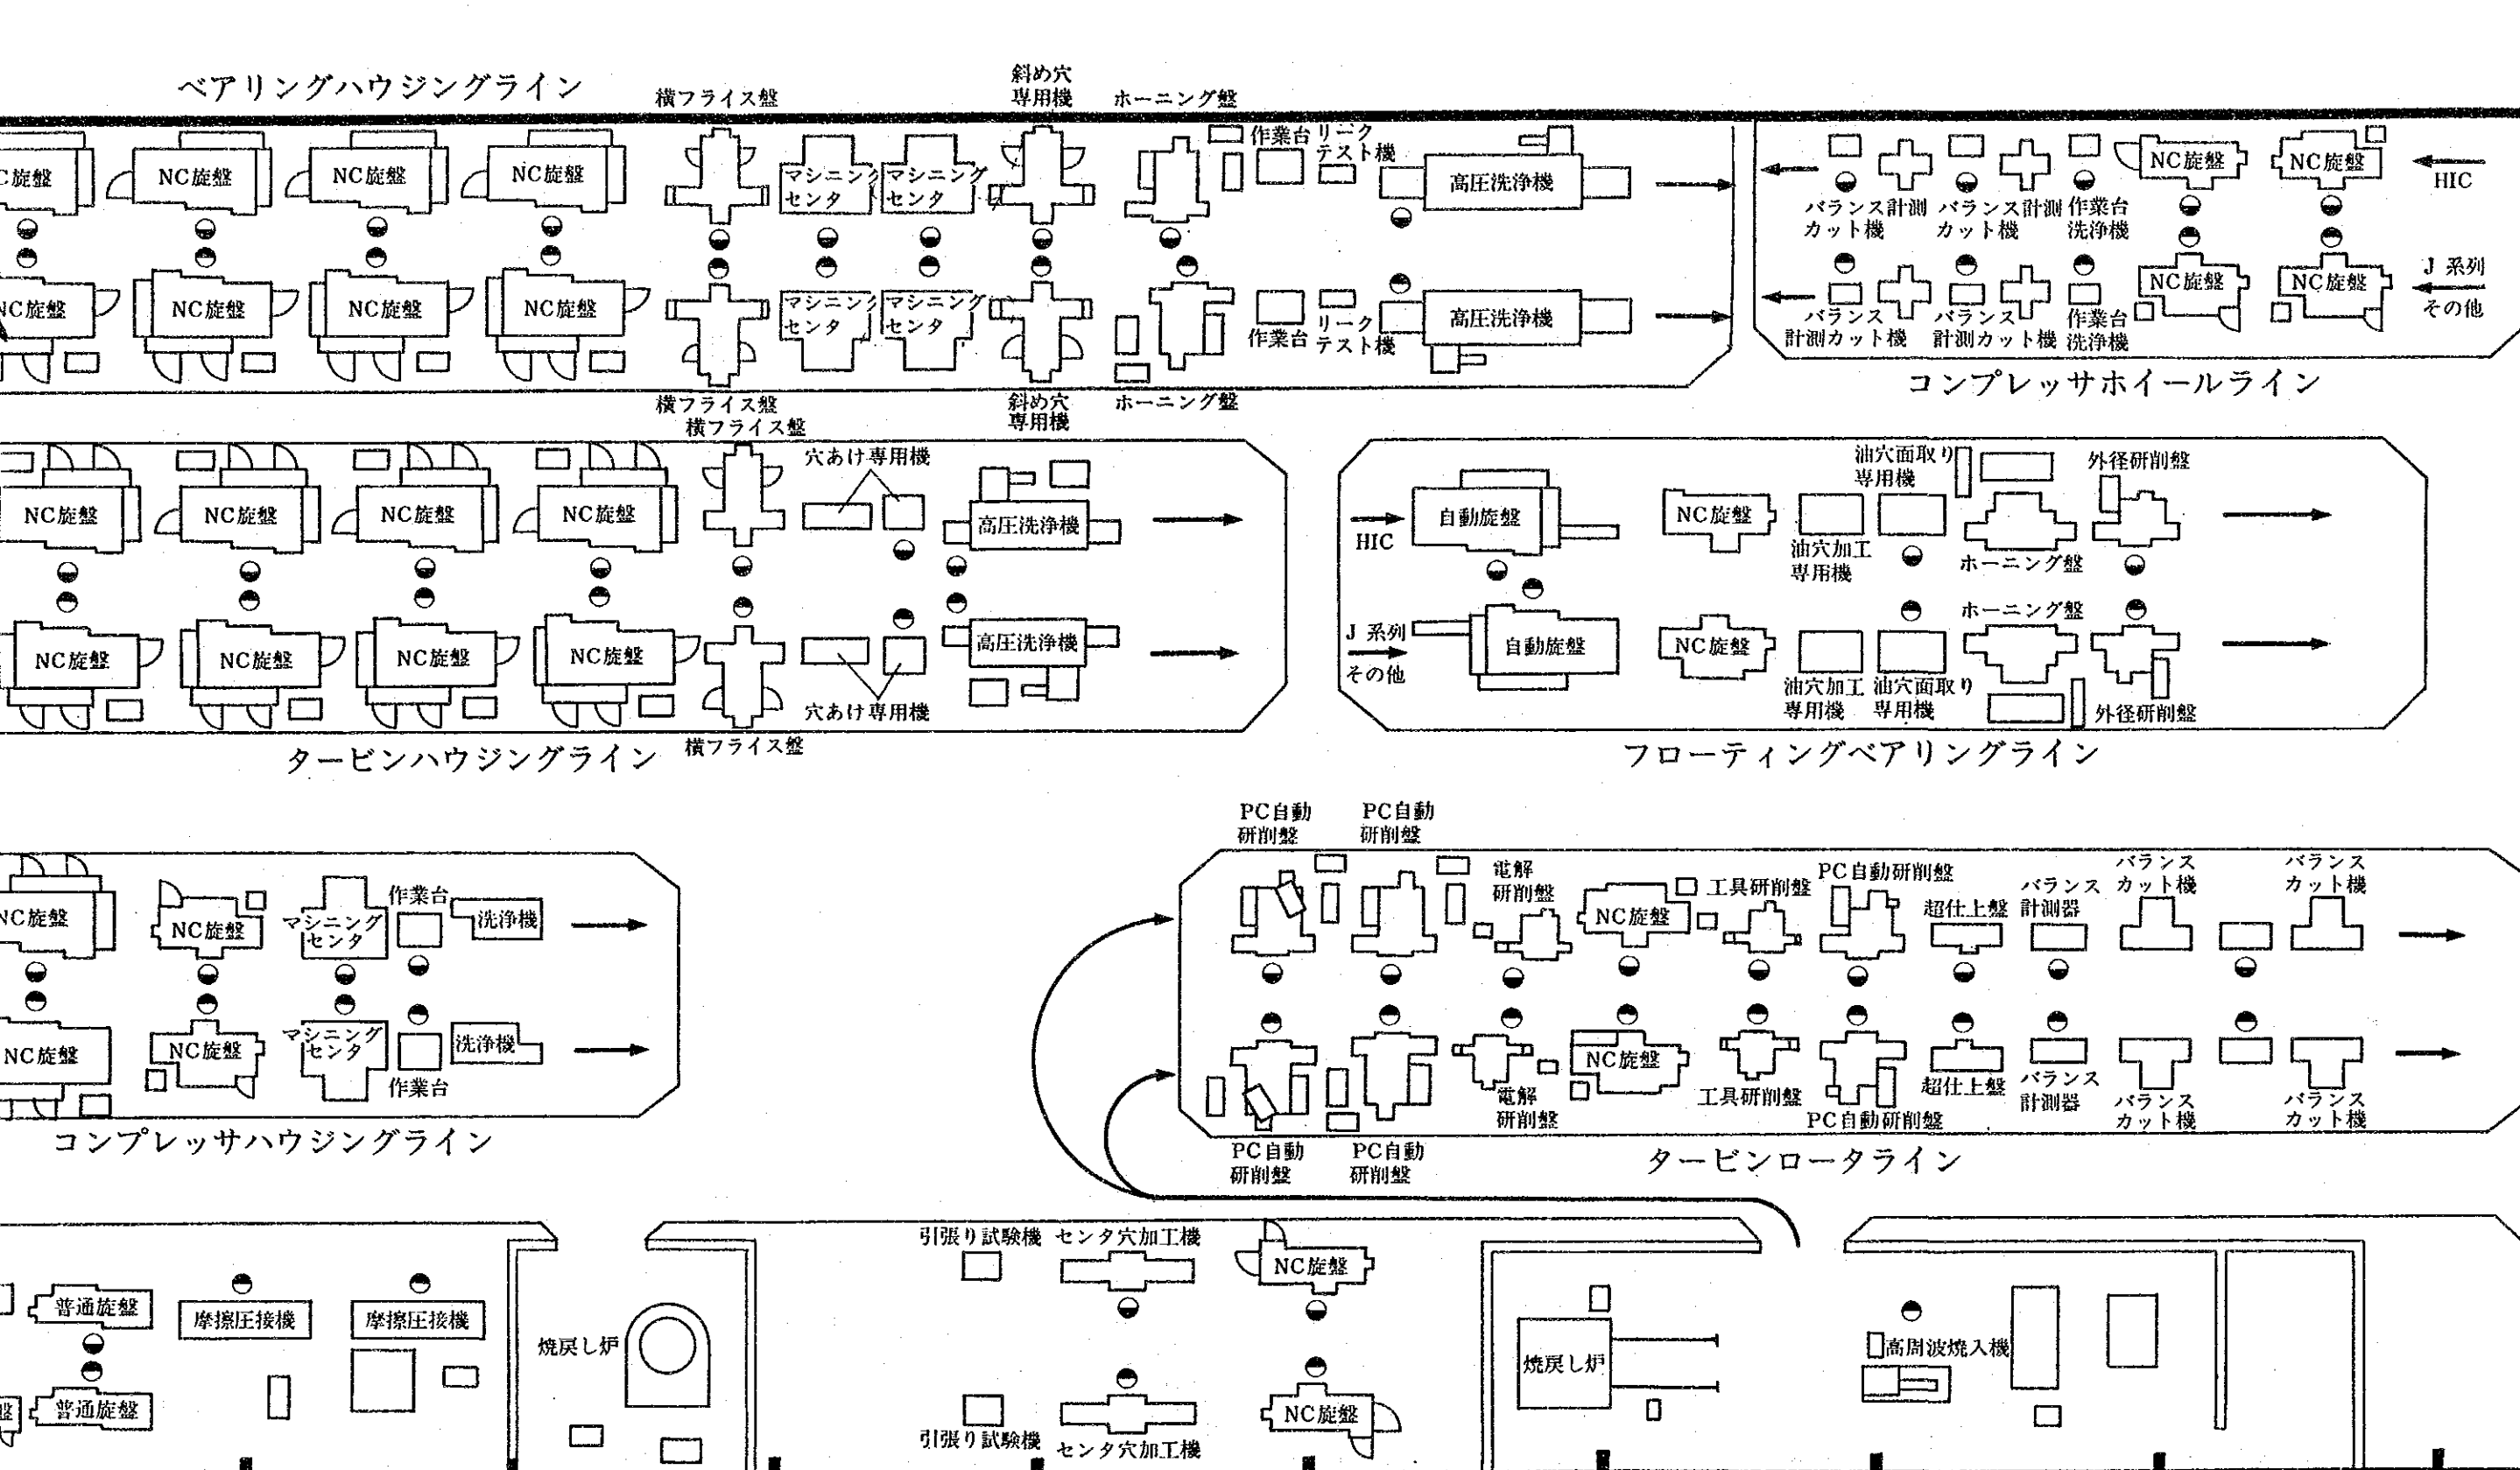 ベアリングハウジングライン
横フライス盤
斜め穴
専用機
ホーニング盤
NC旋盤
NC旋盤
NC旋盤
NC旋盤
マシニング
センタ
マシニング
センタ
作業台
リーク
テスト機
高圧洗浄機
NC旋盤
NC旋盤
NC旋盤
NC旋盤
マシニング
センタ
マシニング
センタ
作業台
リーク
テスト機
高圧洗浄機
横フライス盤
斜め穴
専用機
ホーニング盤
NC旋盤
NC旋盤
HIC
バランス計測
カット機
バランス計測
カット機
作業台
洗浄機
NC旋盤
NC旋盤
J 系列
その他
バランス
計測カット機
バランス
計測カット機
作業台
洗浄機
コンプレッサホイールライン
横フライス盤
穴あけ専用機
NC旋盤
NC旋盤
NC旋盤
NC旋盤
高圧洗浄機
NC旋盤
NC旋盤
NC旋盤
NC旋盤
高圧洗浄機
穴あけ専用機
横フライス盤
タービンハウジングライン
油穴面取り
専用機
外径研削盤
HIC
自動旋盤
NC旋盤
油穴加工
専用機
ホーニング盤
ホーニング盤
J 系列
その他
自動旋盤
NC旋盤
油穴加工
専用機
油穴面取り
専用機
外径研削盤
フローティングベアリングライン
NC旋盤
NC旋盤
マシニング
センタ
作業台
洗浄機
NC旋盤
NC旋盤
マシニング
センタ
作業台
洗浄機
コンプレッサハウジングライン
PC自動
研削盤
PC自動
研削盤
電解
研削盤
NC旋盤
工具研削盤
PC自動研削盤
超仕上盤
バランス
計測器
バランス
カット機
バランス
カット機
電解
研削盤
NC旋盤
工具研削盤
PC自動研削盤
超仕上盤
バランス
計測器
バランス
カット機
バランス
カット機
PC自動
研削盤
PC自動
研削盤
タービンロータライン
普通旋盤
摩擦圧接機
摩擦圧接機
普通旋盤
盤
焼戻し炉
引張り試験機
センタ穴加工機
NC旋盤
引張り試験機
センタ穴加工機
NC旋盤
焼戻し炉
高周波焼入機